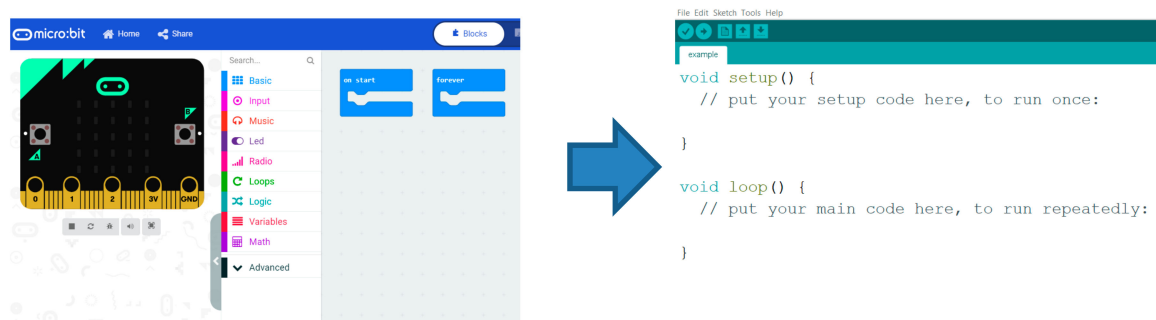 micro:bit
Home
Share
Blocks
Search...
Basic
Input
Music
Led
Radio
Loops
Logic
Variables
Math
Advanced
on start
forever
A
B
0
1
2
3V
GND
File Edit Sketch Tools Help
example
void setup() {
// put your setup code here, to run once:
}
void loop() {
// put your main code here, to run repeatedly:
}